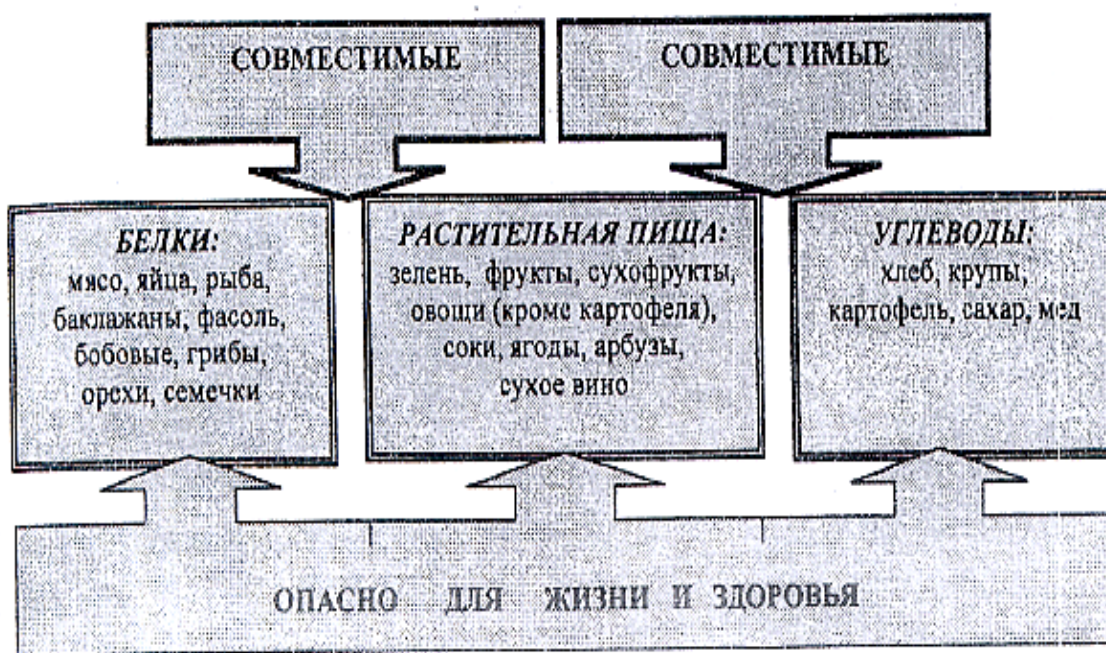 СОВМЕСТИМЫЕ
СОВМЕСТИМЫЕ
БЕЛКИ:
мясо, яйца, рыба,
баклажаны, фасоль,
бобовые, грибы,
орехи, семечки
РАСТИТЕЛЬНАЯ ПИЩА:
зелень, фрукты, сухофрукты,
овощи (кроме картофеля),
соки, ягоды, арбузы,
сухое вино
УГЛЕВОДЫ:
хлеб, крупы,
картофель, сахар, мед
ОПАСНО ДЛЯ ЖИЗНИ И ЗДОРОВЬЯ